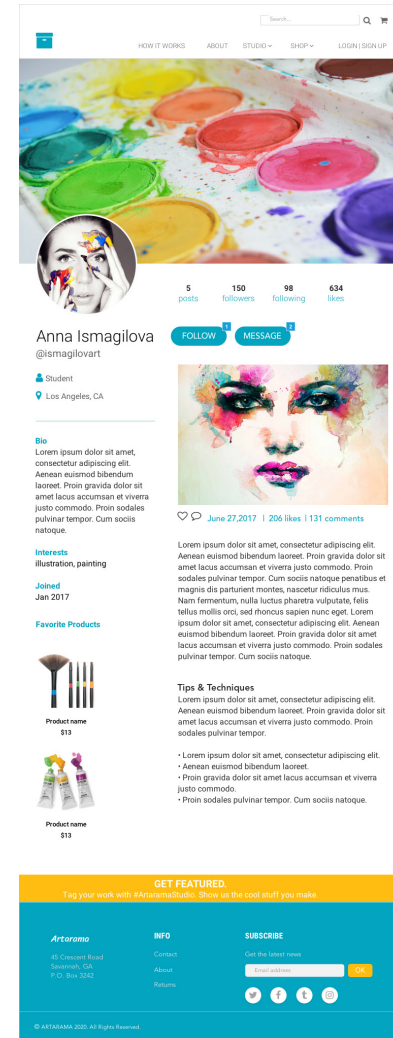 Search...
HOW IT WORKS ABOUT STUDIO SHOP LOGIN | SIGN UP
5 150 98 634
posts followers following likes
Anna Ismagilova
@ismagilovart
FOLLOW 1 MESSAGE 2
Student
Los Angeles, CA
Bio
Lorem ipsum dolor sit amet,
consectetur adipiscing elit.
Aenean euismod bibendum
laoreet. Proin gravida dolor sit
amet lacus accumsan et viverra
justo commodo. Proin sodales
pulvinar tempor. Cum sociis
natoque.
Interests
illustration, painting
Joined
Jan 2017
Favorite Products
Product name
$13
Product name
$13
June 27,2017 | 206 likes | 131 comments
Lorem ipsum dolor sit amet, consectetur adipiscing elit.
Aenean euismod bibendum laoreet. Proin gravida dolor sit
amet lacus accumsan et viverra justo commodo. Proin
sodales pulvinar tempor. Cum sociis natoque penatibus et
magnis dis parturient montes, nascetur ridiculus mus.
Nam fermentum, nulla luctus pharetra vulputate, felis
tellus mollis orci, sed rhoncus sapien nunc eget. Lorem
ipsum dolor sit amet, consectetur adipiscing elit. Aenean
euismod bibendum laoreet. Proin gravida dolor sit amet
lacus accumsan et viverra justo commodo. Proin sodales
pulvinar tempor. Cum sociis natoque.
Tips & Techniques
Lorem ipsum dolor sit amet, consectetur adipiscing elit.
Aenean euismod bibendum laoreet. Proin gravida dolor sit
amet lacus accumsan et viverra justo commodo. Proin
sodales pulvinar tempor.
• Lorem ipsum dolor sit amet, consectetur adipiscing elit.
• Aenean euismod bibendum laoreet.
• Proin gravida dolor sit amet lacus accumsan et viverra
justo commodo.
• Proin sodales pulvinar tempor. Cum sociis natoque.
GET FEATURED.
Tag your work with #ArtaramaStudio. Show us the cool stuff you make.
Artarama
45 Crescent Road
Savannah, GA
P.O. Box 3242
INFO
Contact
About
Returns
SUBSCRIBE
Get the latest news
Email address OK
© ARTARAMA 2020. All Rights Reserved.